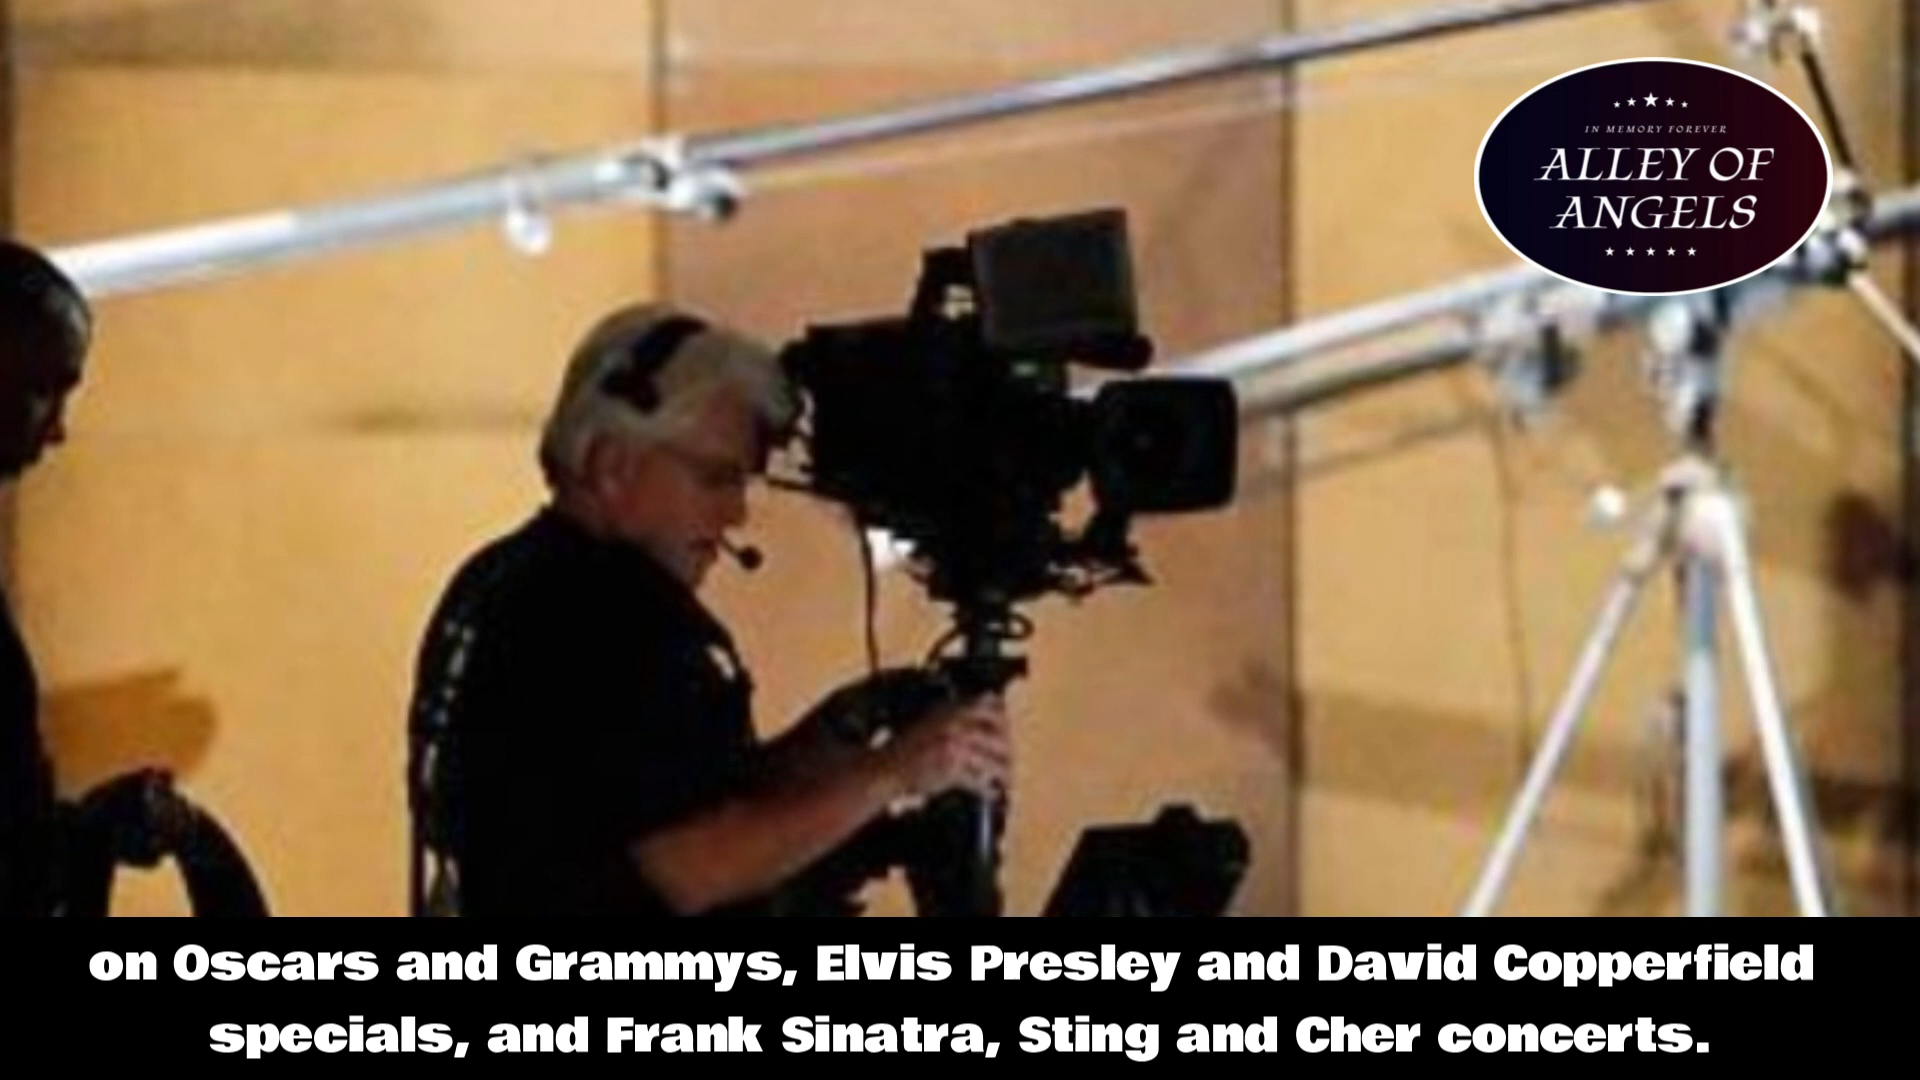 IN MEMORY FOREVER
ALLEY OF
ANGELS
on Oscars and Grammys, Elvis Presley and David Copperfield
specials, and Frank Sinatra, Sting and Cher concerts.